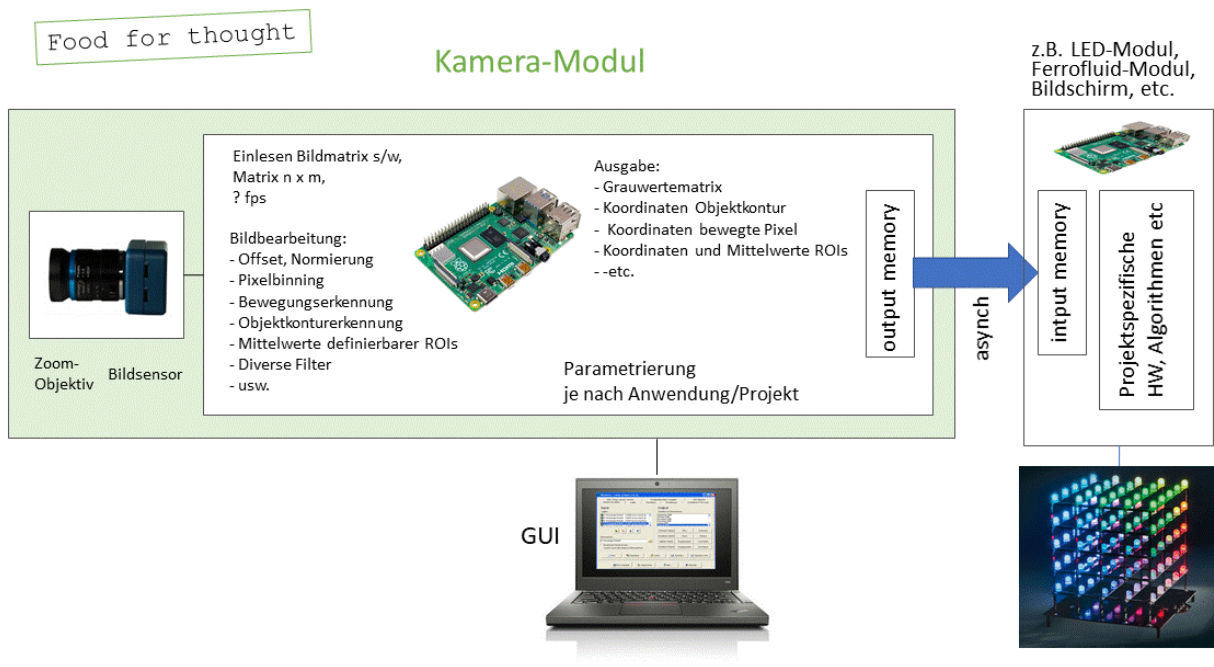 Food for thought
Kamera-Modul
z.B. LED-Modul,
Ferrofluid-Modul,
Bildschirm, etc.
Einlesen Bildmatrix s/w,
Matrix n x m,
? fps
Bildbearbeitung:
- Offset, Normierung
- Pixelbinning
- Bewegungserkennung
- Objektkonturerkennung
- Mittelwerte definierbarer ROIs
- Diverse Filter
- usw.
Ausgabe:
- Grauwertematrix
- Koordinaten Objektkontur
- Koordinaten bewegte Pixel
- Koordinaten und Mittelwerte ROIs
- -etc.
Parametrierung
je nach Anwendung/Projekt
output memory
asynch
intput memory
Projektspezifische
HW, Algorithmen etc
Zoom-
Objektiv
Bildsensor
GUI